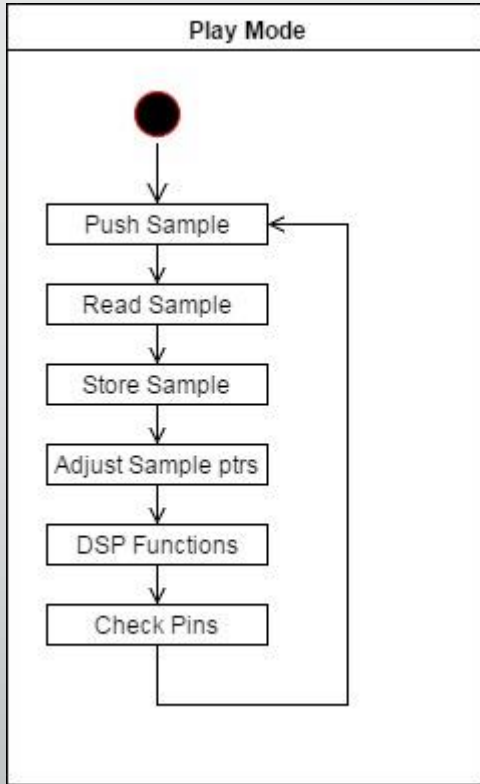 Play Mode
Push Sample
Read Sample
Store Sample
Adjust Sample ptrs
DSP Functions
Check Pins